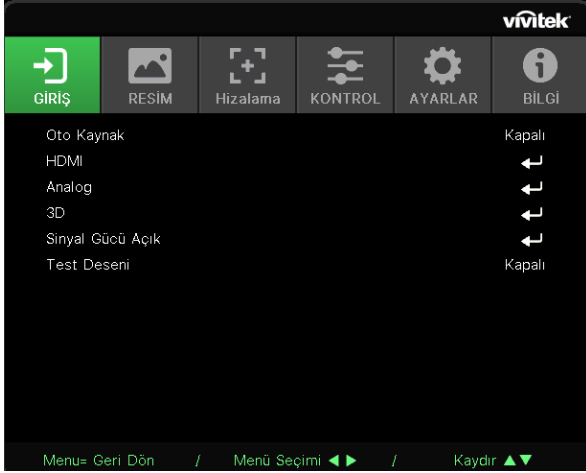 vivitek
GİRİŞ RESİM Hizalama KONTROL AYARLAR BİLGİ
Oto Kaynak Kapalı
HDMI
Analog
3D
Sinyal Gücü Açık
Test Deseni Kapalı
Menu= Geri Dön / Menü Seçimi ◀ ▶ / Kaydır ▲▼